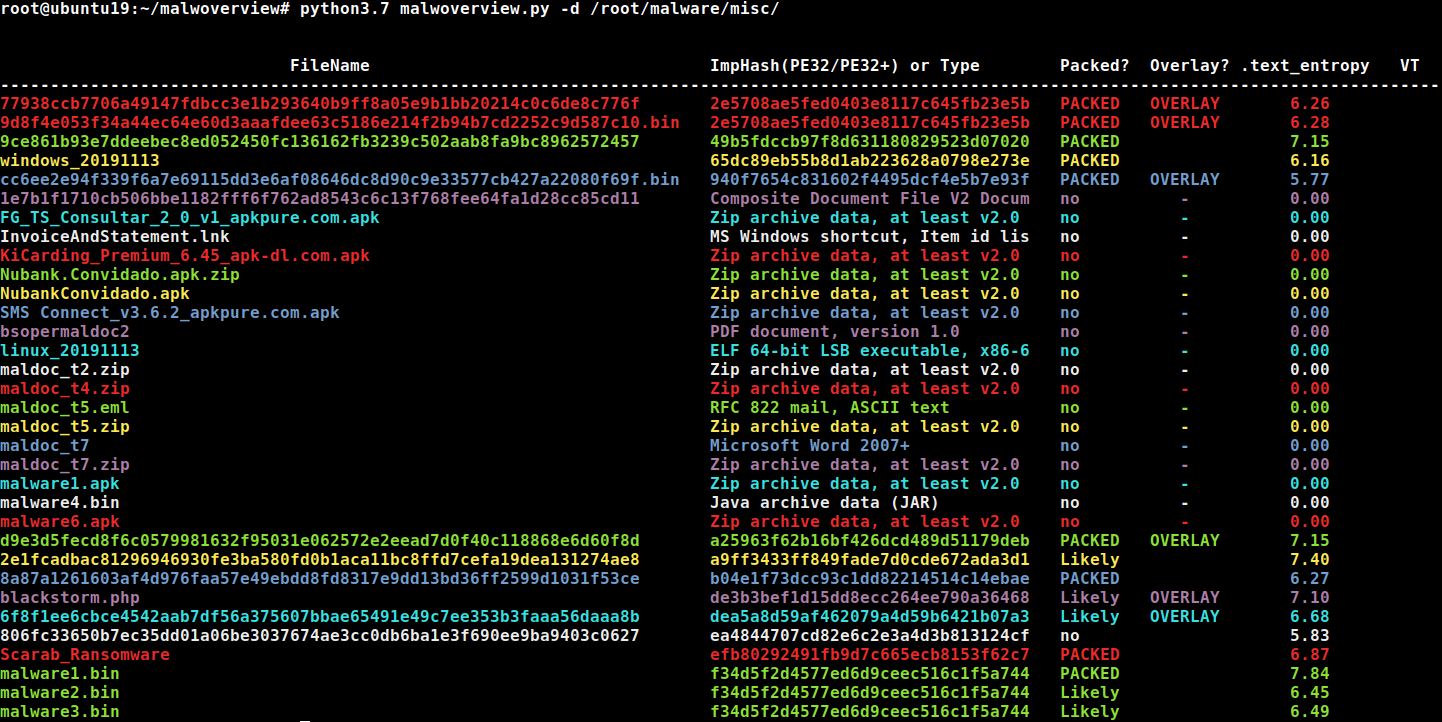 root@ubuntu19:~/malwoverview# python3.7 malwoverview.py -d /root/malware/misc/
FileName ImpHash(PE32/PE32+) or Type Packed? Overlay? .text_entropy VT
-----------------------------------------------------------------------------------------------------------------------------------------------
77938ccb7706a49147fdbcc3e1b293640b9ff8a05e9b1bb20214c0c6de8c776f 2e5708ae5fed0403e8117c645fb23e5b PACKED OVERLAY 6.26
9d8f4e053f34a44ec64e60d3aaafdee63c5186e214f2b94b7cd2252c9d587c10.bin 2e5708ae5fed0403e8117c645fb23e5b PACKED OVERLAY 6.28
9ce861b93e7ddeebec8ed052450fc136162fb3239c502aab8fa9bc8962572457 49b5fdccb97f8d631180829523d07020 PACKED 7.15
windows_20191113 65dc89eb55b8d1ab223628a0798e273e PACKED 6.16
cc6ee2e94f339f6a7e69115dd3e6af08646dc8d90c9e33577cb427a22080f69f.bin 940f7654c831602f4495dcf4e5b7e93f PACKED OVERLAY 5.77
1e7b1f1710cb506bbe1182fff6f762ad8543c6c13f768fee64fa1d28cc85cd11 Composite Document File V2 Docum no - 0.00
FG_TS_Consultar_2_0_v1_apkpure.com.apk Zip archive data, at least v2.0 no - 0.00
InvoiceAndStatement.lnk MS Windows shortcut, Item id lis no - 0.00
KiCarding_Premium_6.45_apk-dl.com.apk Zip archive data, at least v2.0 no - 0.00
Nubank.Convidado.apk.zip Zip archive data, at least v2.0 no - 0.00
NubankConvidado.apk Zip archive data, at least v2.0 no - 0.00
SMS Connect_v3.6.2_apkpure.com.apk Zip archive data, at least v2.0 no - 0.00
bsopermaldoc2 PDF document, version 1.0 no - 0.00
linux_20191113 ELF 64-bit LSB executable, x86-6 no - 0.00
maldoc_t2.zip Zip archive data, at least v2.0 no - 0.00
maldoc_t4.zip Zip archive data, at least v2.0 no - 0.00
maldoc_t5.eml RFC 822 mail, ASCII text no - 0.00
maldoc_t5.zip Zip archive data, at least v2.0 no - 0.00
maldoc_t7 Microsoft Word 2007+ no - 0.00
maldoc_t7.zip Zip archive data, at least v2.0 no - 0.00
malware1.apk Zip archive data, at least v2.0 no - 0.00
malware4.bin Java archive data (JAR) no - 0.00
malware6.apk Zip archive data, at least v2.0 no - 0.00
d9e3d5fecd8f6c0579981632f95031e062572e2eead7d0f40c118868e6d60f8d a25963f62b16bf426dcd489d51179deb PACKED OVERLAY 7.15
2e1fcadbac81296946930fe3ba580fd0b1aca11bc8ffd7cefa19dea131274ae8 a9ff3433ff849fade7d0cde672ada3d1 Likely 7.40
8a87a1261603af4d976faa57e49ebdd8fd8317e9dd13bd36ff2599d1031f53ce b04e1f73dcc93c1dd82214514c14ebae PACKED 6.27
blackstorm.php de3b3bef1d15dd8ecc264ee790a36468 Likely OVERLAY 7.10
6f8f1ee6cbce4542aab7df56a375607bbae65491e49c7ee353b3faaa56daaa8b dea5a8d59af462079a4d59b6421b07a3 Likely OVERLAY 6.68
806fc33650b7ec35dd01a06be3037674ae3cc0db6ba1e3f690ee9ba9403c0627 ea4844707cd82e6c2e3a4d3b813124cf no 5.83
Scarab_Ransomware efb80292491fb9d7c665ecb8153f62c7 PACKED 6.87
malware1.bin f34d5f2d4577ed6d9ceec516c1f5a744 PACKED 7.84
malware2.bin f34d5f2d4577ed6d9ceec516c1f5a744 Likely 6.45
malware3.bin f34d5f2d4577ed6d9ceec516c1f5a744 Likely 6.49